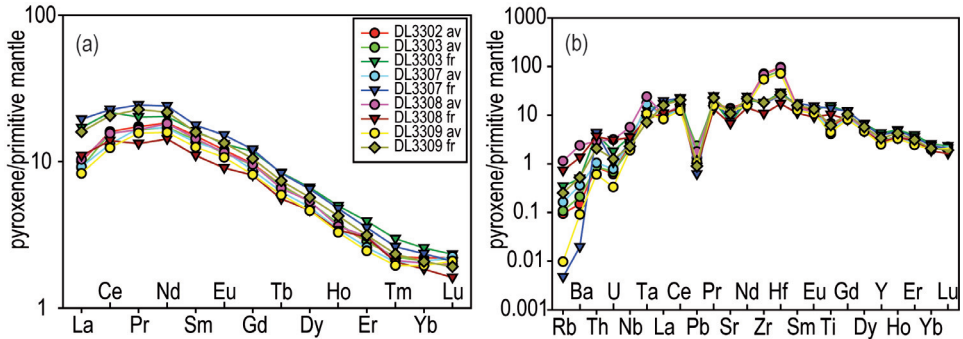 (a)
pyroxene/primitive mantle
100
10
1
DL3302 av
DL3303 av
DL3303 fr
DL3307 av
DL3307 fr
DL3308 av
DL3308 fr
DL3309 av
DL3309 fr
Ce Nd Eu Tb Ho Tm Lu
La Pr Sm Gd Dy Er Yb
(b)
pyroxene/primitive mantle
1000
100
10
1
0.1
0.01
0.001
Ba U Ta Ce Pr Nd Hf Eu Gd Y Er Lu
Rb Th Nb La Pb Sr Zr Sm Ti Dy Ho Yb